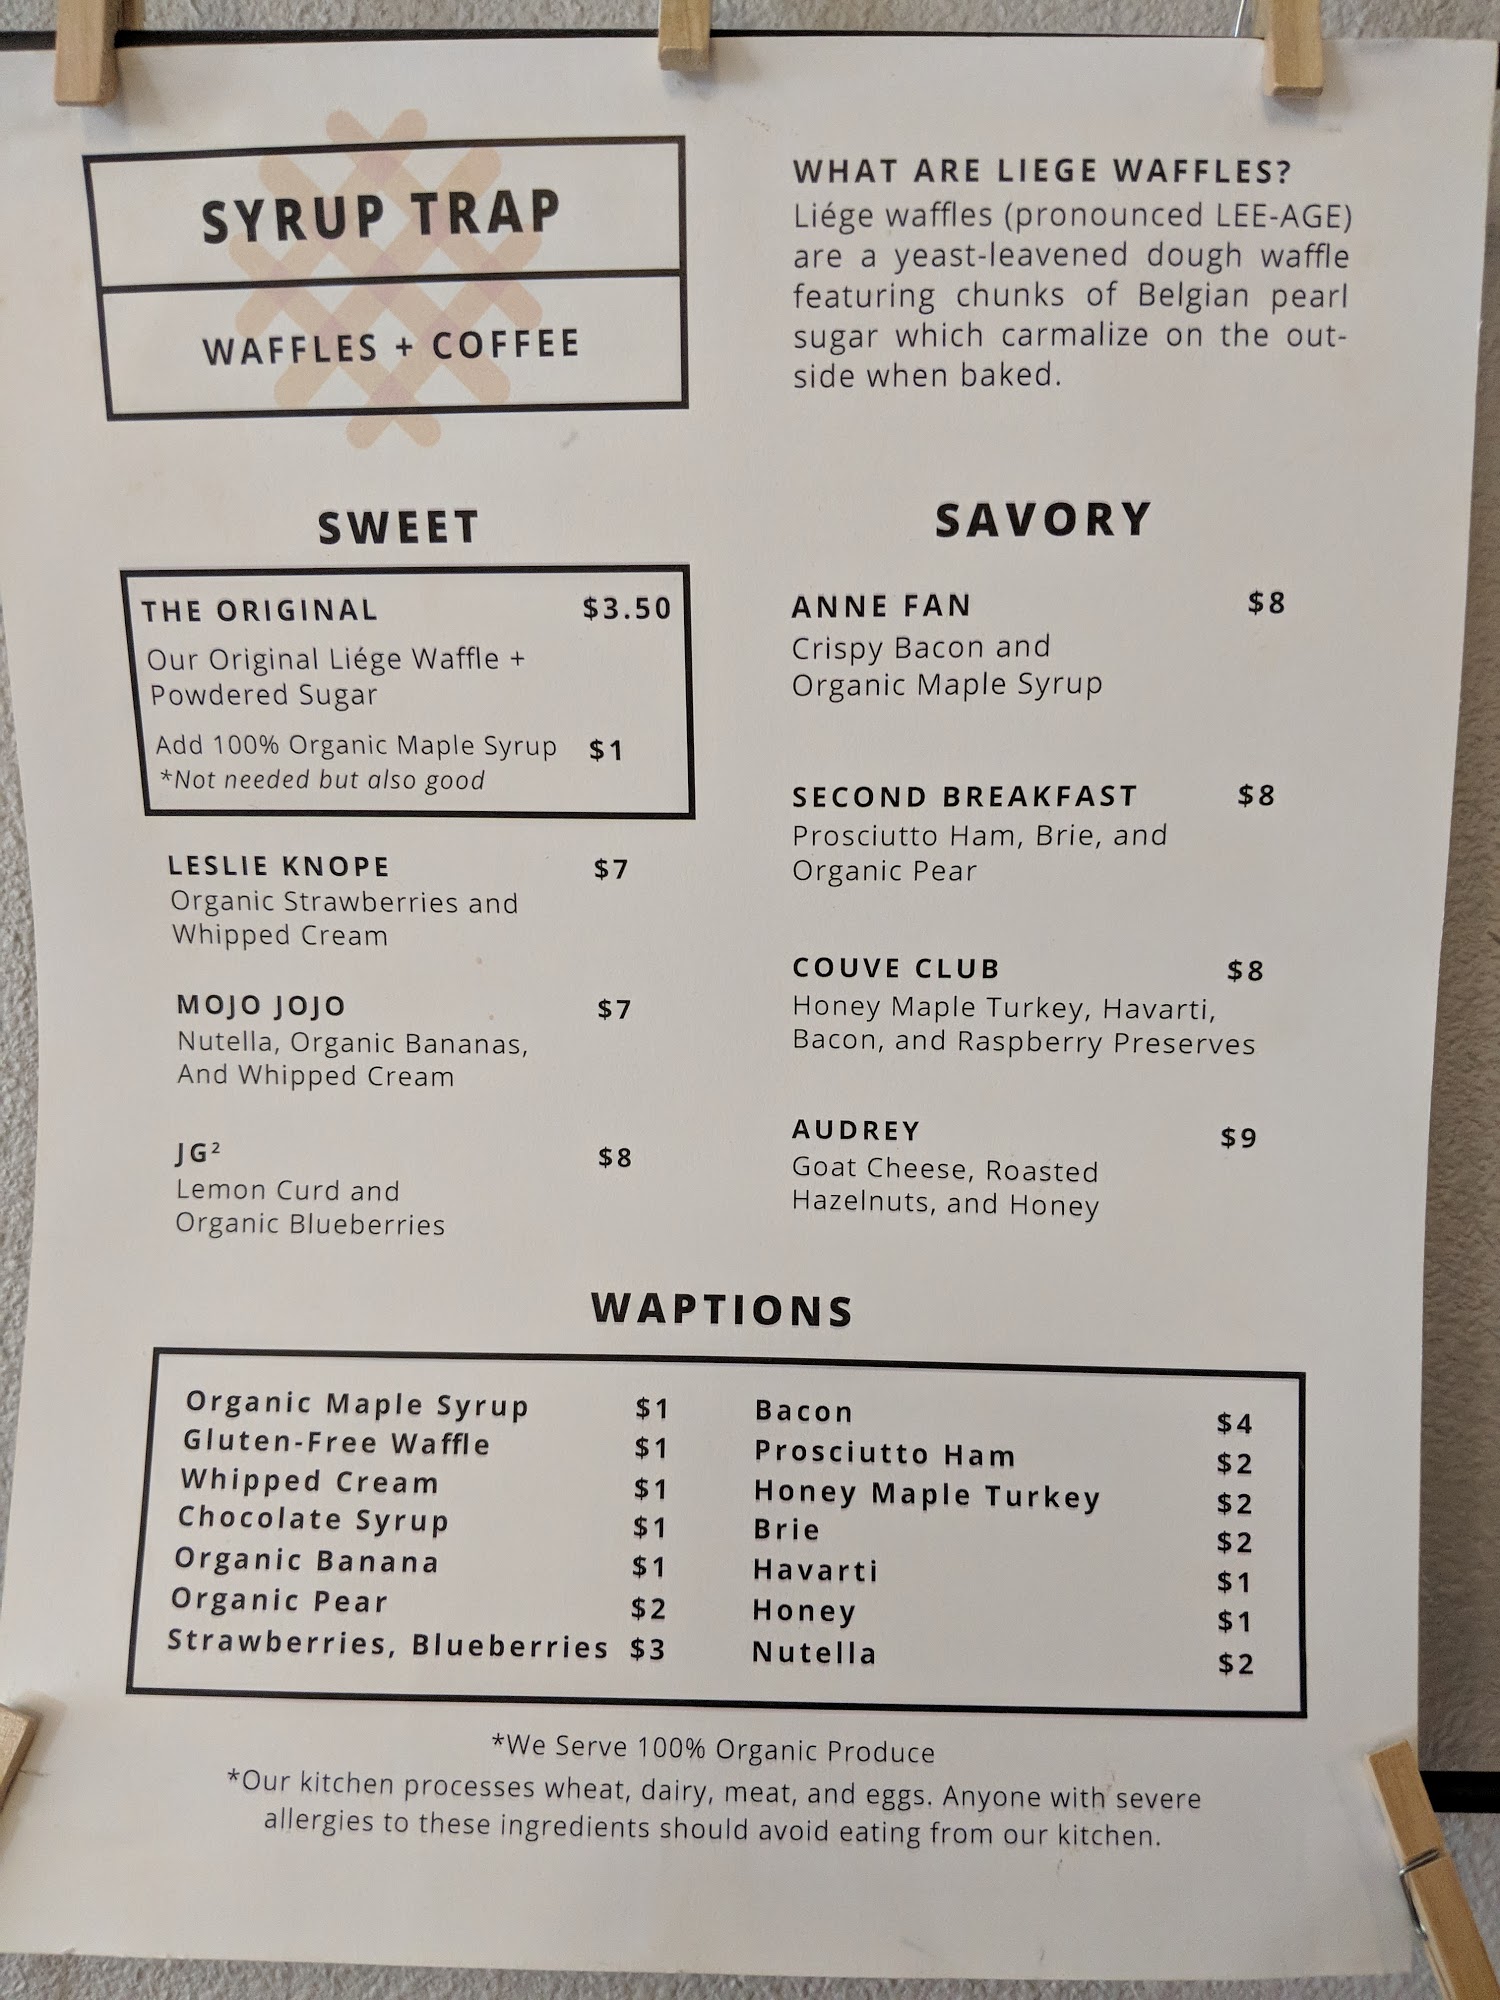 SYRUP TRAP
WAFFLES + COFFEE
WHAT ARE LIEGE WAFFLES?
Liége waffles (pronounced LEE-AGE)
are a yeast-leavened dough waffle
featuring chunks of Belgian pearl
sugar which carmalize on the out-
side when baked.
SWEET
THE ORIGINAL $3.50
Our Original Liége Waffle +
Powdered Sugar
Add 100% Organic Maple Syrup $1
*Not needed but also good
LESLIE KNOPE $7
Organic Strawberries and
Whipped Cream
MOJO JOJO $7
Nutella, Organic Bananas,
And Whipped Cream
JG² $8
Lemon Curd and
Organic Blueberries
SAVORY
ANNE FAN $8
Crispy Bacon and
Organic Maple Syrup
SECOND BREAKFAST $8
Prosciutto Ham, Brie, and
Organic Pear
COUVE CLUB $8
Honey Maple Turkey, Havarti,
Bacon, and Raspberry Preserves
AUDREY $9
Goat Cheese, Roasted
Hazelnuts, and Honey
WAPTIONS
Organic Maple Syrup $1
Gluten-Free Waffle $1
Whipped Cream $1
Chocolate Syrup $1
Organic Banana $1
Organic Pear $2
Strawberries, Blueberries $3
Bacon $4
Prosciutto Ham $2
Honey Maple Turkey $2
Brie $2
Havarti $1
Honey $1
Nutella $2
*We Serve 100% Organic Produce
*Our kitchen processes wheat, dairy, meat, and eggs. Anyone with severe
allergies to these ingredients should avoid eating from our kitchen.